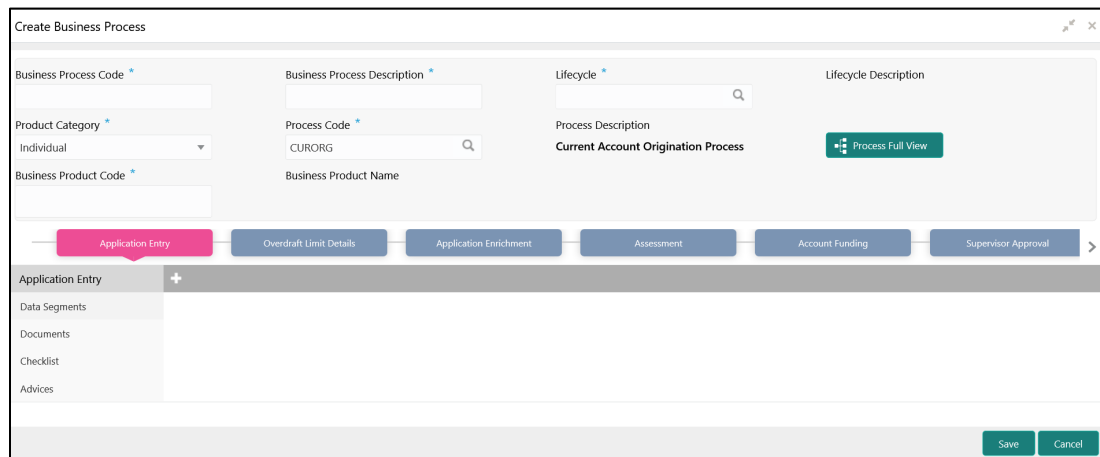 Create Business Process
Business Process Code *
Business Process Description *
Lifecycle *
Lifecycle Description
Product Category *
Process Code *
Process Description
Individual
CURORG
Current Account Origination Process
Process Full View
Business Product Code *
Business Product Name
Application Entry
Overdraft Limit Details
Application Enrichment
Assessment
Account Funding
Supervisor Approval
Application Entry
Data Segments
Documents
Checklist
Advices
Save
Cancel